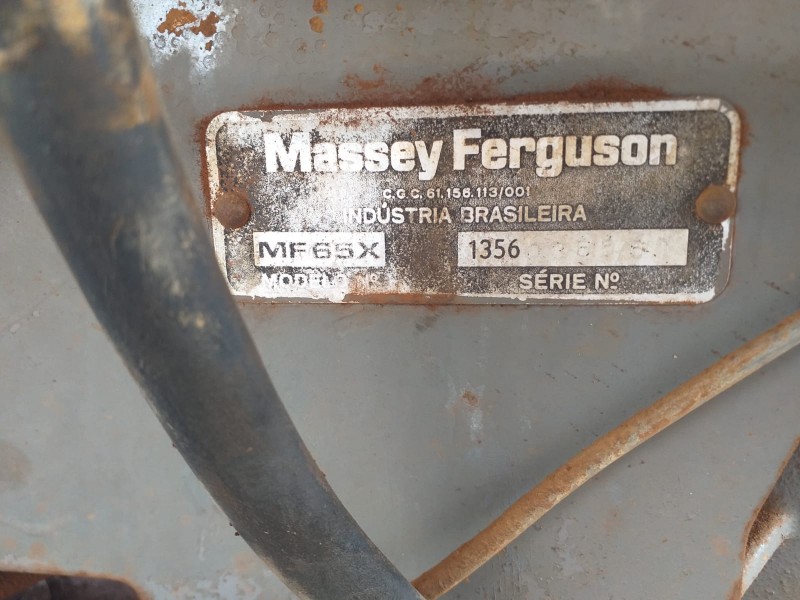 Massey Ferguson
C.G.C. 61.156.113/001
INDÚSTRIA BRASILEIRA
MF65X 1356
SÉRIE Nº